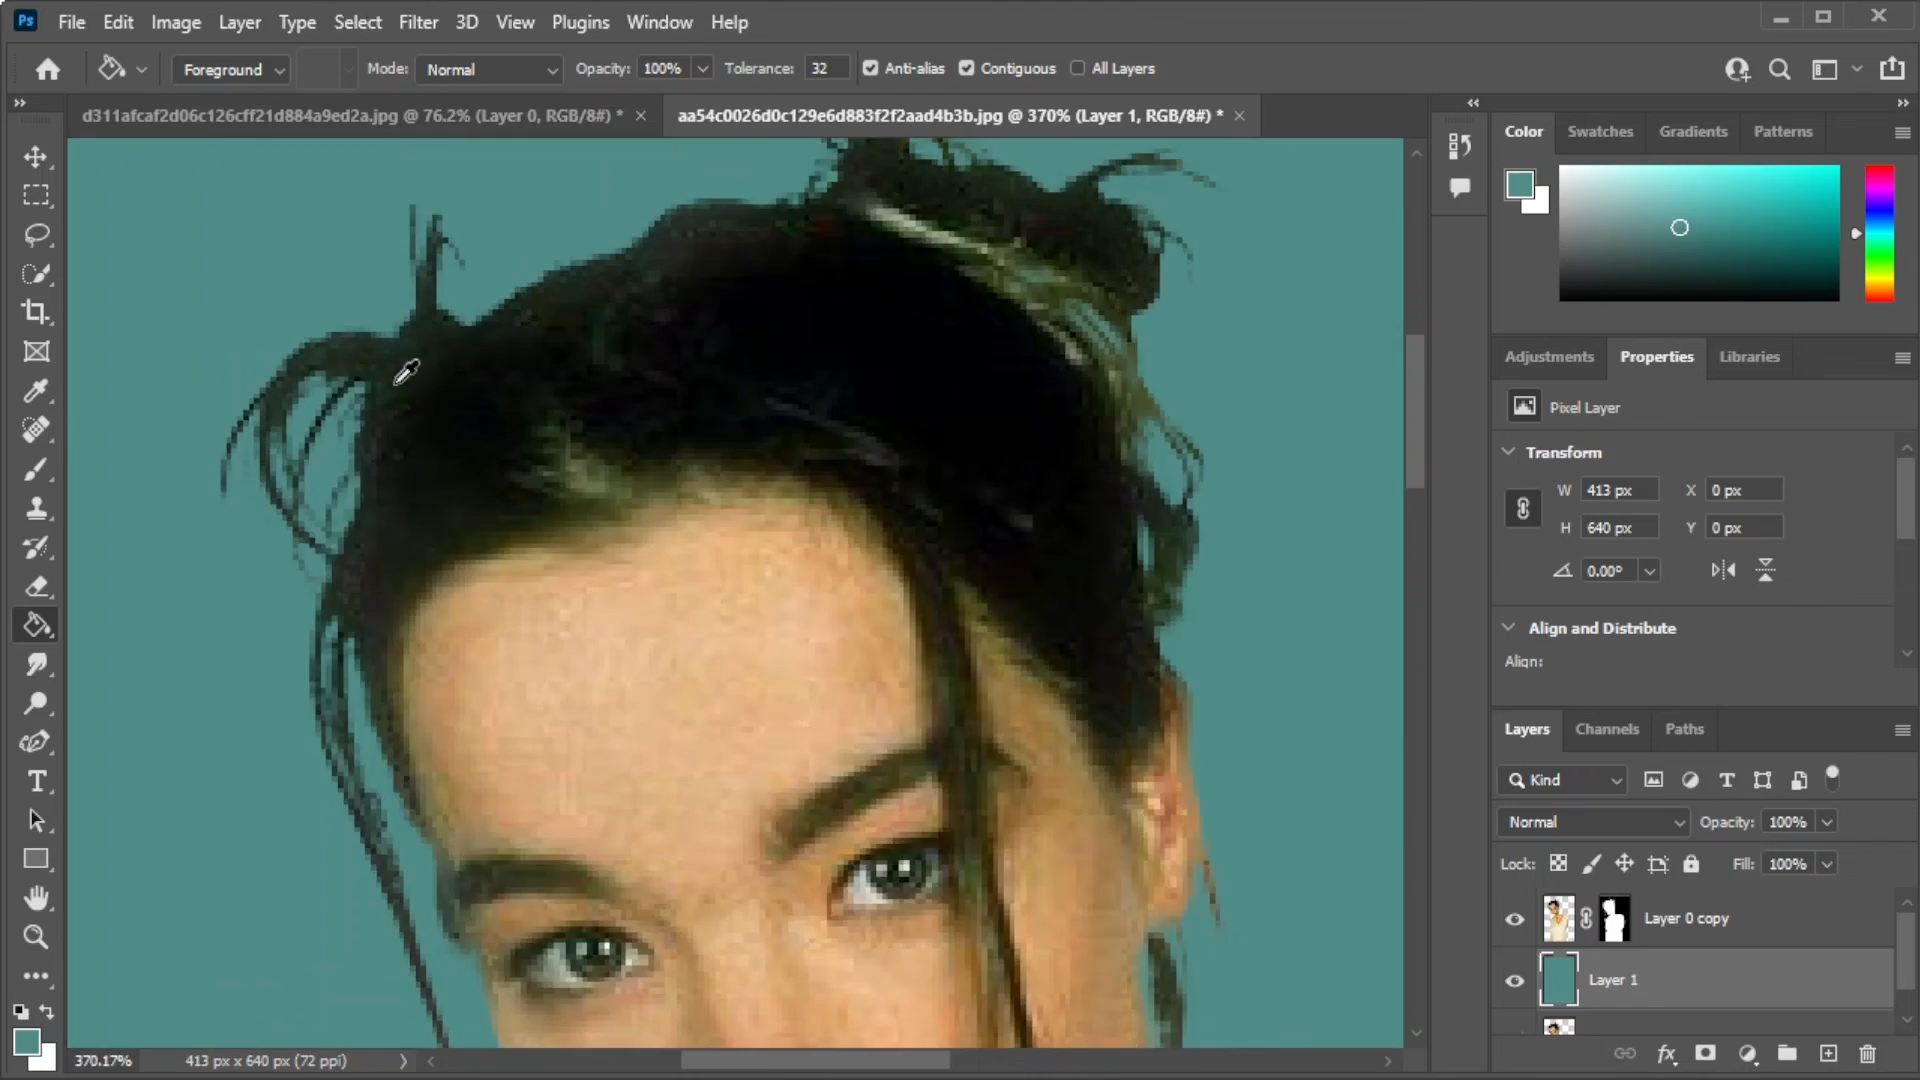 Ps File Edit Image Layer Type Select Filter 3D View Plugins Window Help
Foreground Mode: Normal Opacity: 100% Tolerance: 32 Anti-alias Contiguous All Layers
d311afcaf2d06c126cff21d884a9ed2a.jpg @ 76.2% (Layer 0, RGB/8#) * aa54c0026d0c129e6d883f2f2aad4b3b.jpg @ 370% (Layer 1, RGB/8#) *
Color Swatches Gradients Patterns
Adjustments Properties Libraries
Pixel Layer
Transform
W 413 px X 0 px
H 640 px Y 0 px
0.00°
Align and Distribute
Align:
Layers Channels Paths
Kind
Normal Opacity: 100%
Lock: Fill: 100%
Layer 0 copy
Layer 1
370.17% 413 px x 640 px (72 ppi)